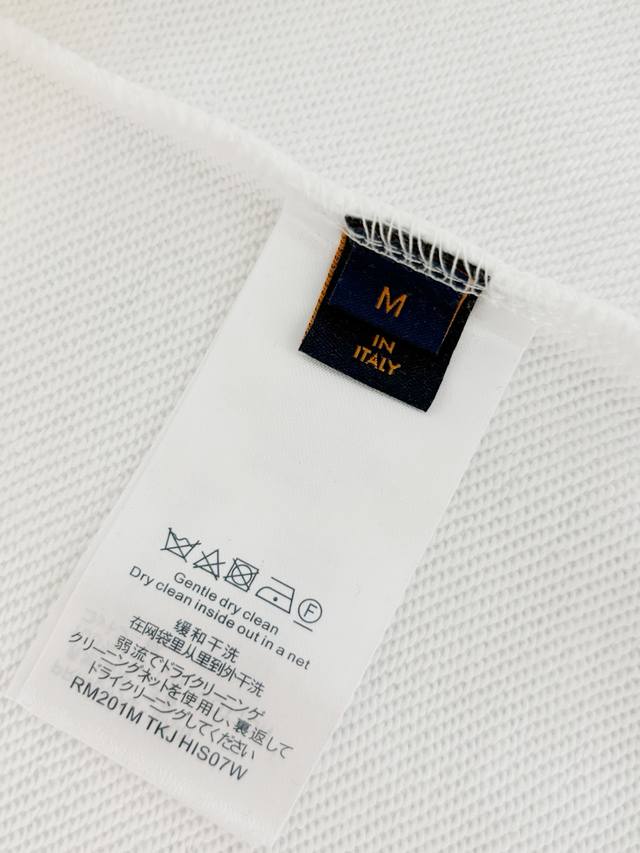 M
IN
ITALY
Gentle dry clean
Dry clean inside out in a net
缓和干洗
在网袋里从里到外干洗
弱流でドライクリーニング
クリーニングネットを使用し、裏返して
ドライクリーニングしてください
RM201M TKJ HIS07W